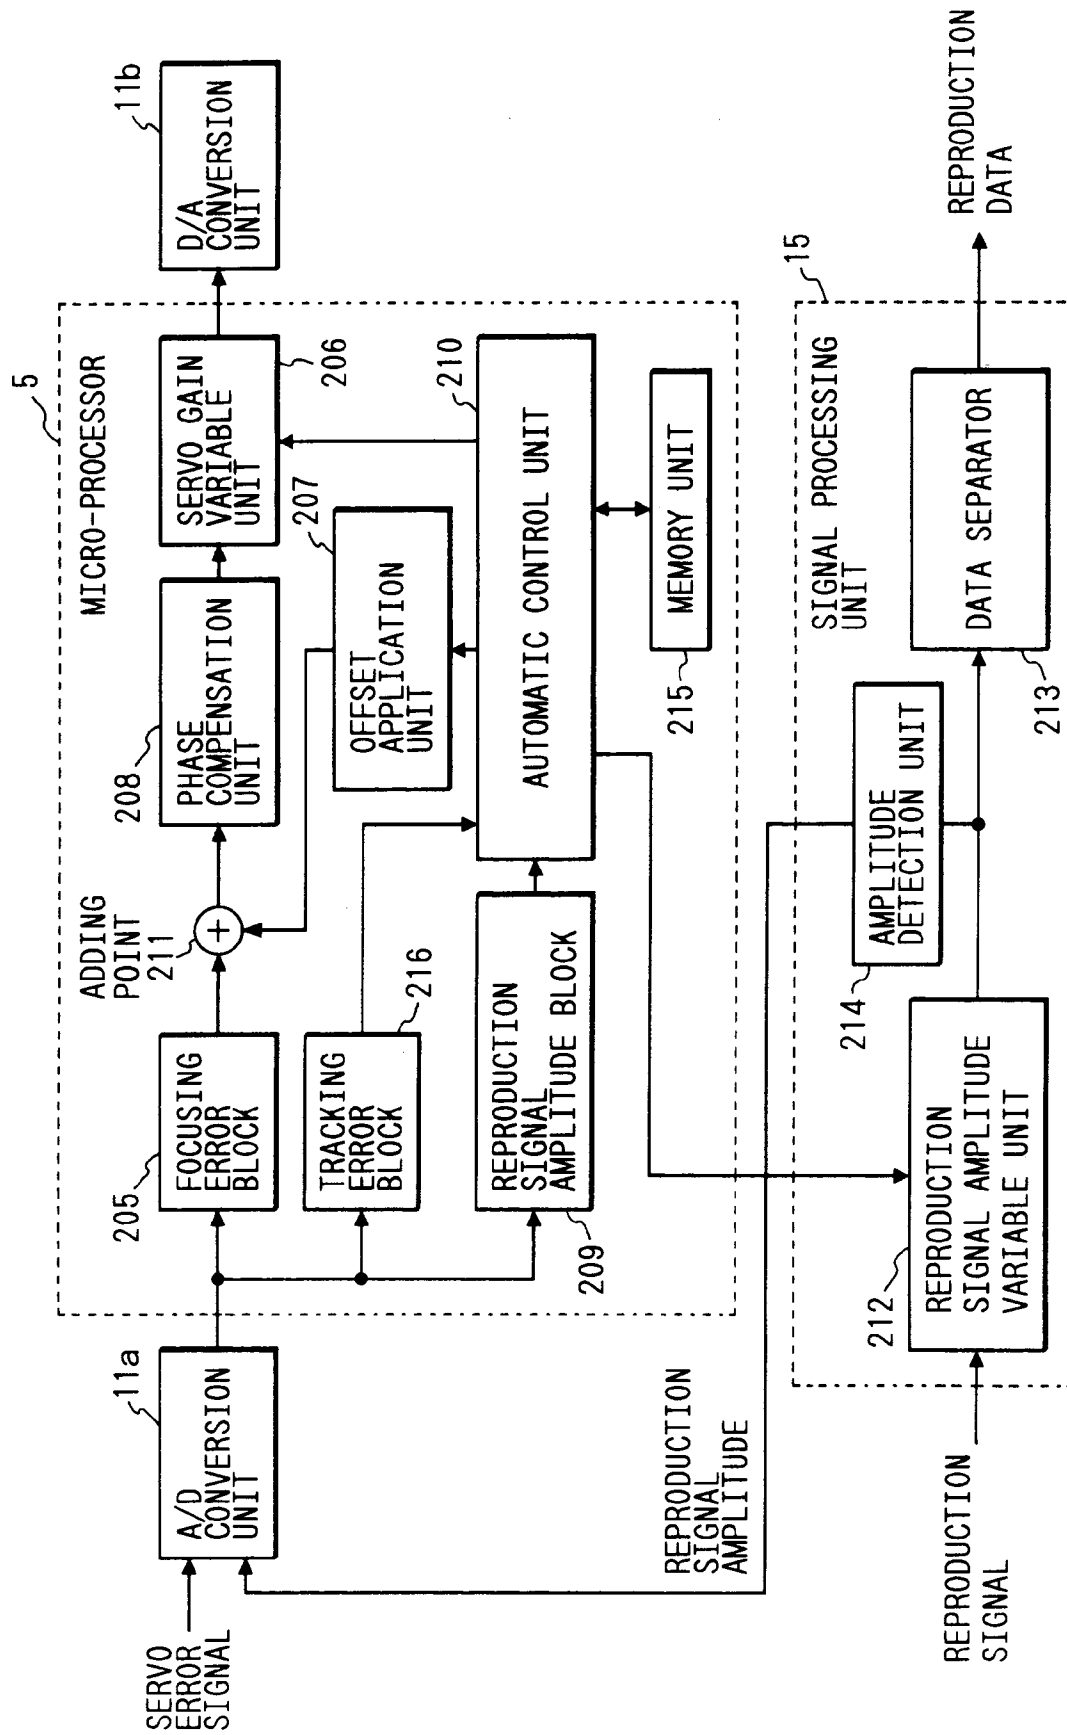 SERVO
ERROR
SIGNAL
11a
A/D
CONVERSION
UNIT
5
MICRO-PROCESSOR
205
FOCUSING
ERROR
BLOCK
ADDING
POINT
211
+
208
PHASE
COMPENSATION
UNIT
SERVO GAIN
VARIABLE
UNIT
206
11b
D/A
CONVERSION
UNIT
TRACKING
ERROR
BLOCK
216
OFFSET
APPLICATION
UNIT
207
REPRODUCTION
SIGNAL
AMPLITUDE BLOCK
209
AUTOMATIC CONTROL UNIT
210
MEMORY UNIT
215
REPRODUCTION
SIGNAL
AMPLITUDE
15
SIGNAL PROCESSING
UNIT
AMPLITUDE
DETECTION UNIT
214
REPRODUCTION
SIGNAL
212
REPRODUCTION
SIGNAL AMPLITUDE
VARIABLE UNIT
DATA SEPARATOR
213
REPRODUCTION
DATA